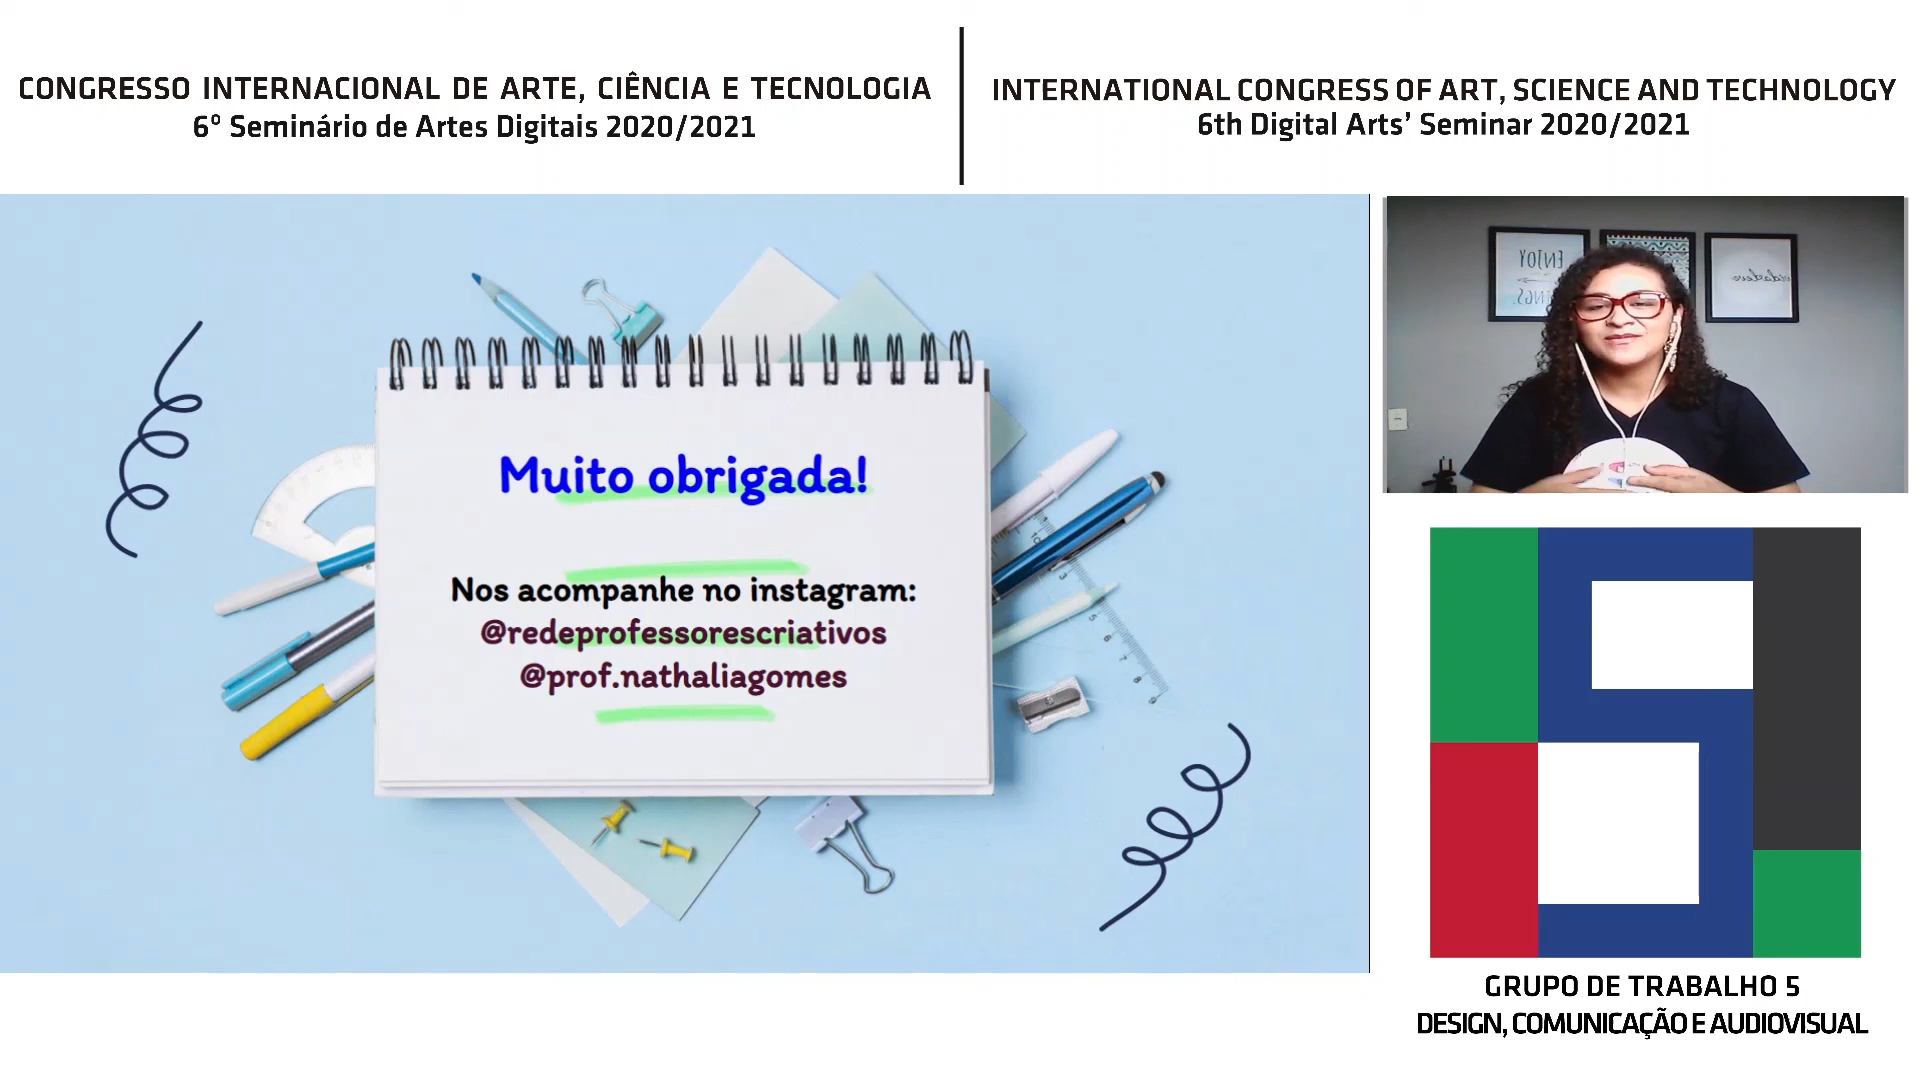 CONGRESSO INTERNACIONAL DE ARTE, CIÊNCIA E TECNOLOGIA
6º Seminário de Artes Digitais 2020/2021
INTERNATIONAL CONGRESS OF ART, SCIENCE AND TECHNOLOGY
6th Digital Arts' Seminar 2020/2021
ENJOY
Muito obrigada!
Nos acompanhe no instagram:
@redeprofessorescriativos
@prof.nathaliagomes
GRUPO DE TRABALHO 5
DESIGN, COMUNICAÇÃO E AUDIOVISUAL